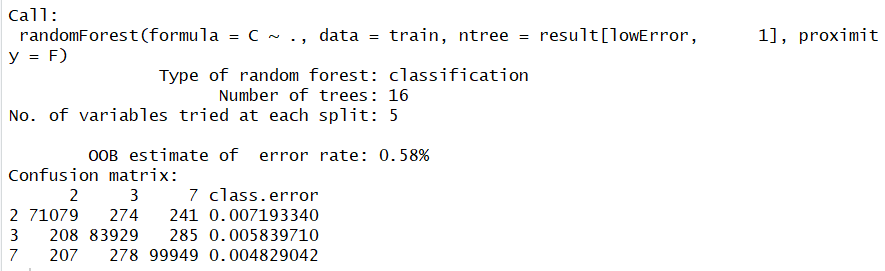 Call:
 randomForest(formula = C ~ ., data = train, ntree = result[lowError,      1], proximit
y = F)
               Type of random forest: classification
                     Number of trees: 16
No. of variables tried at each split: 5

        OOB estimate of  error rate: 0.58%
Confusion matrix:
      2     3     7 class.error
2 71079   274   241 0.007193340
3   208 83929   285 0.005839710
7   207   278 99949 0.004829042